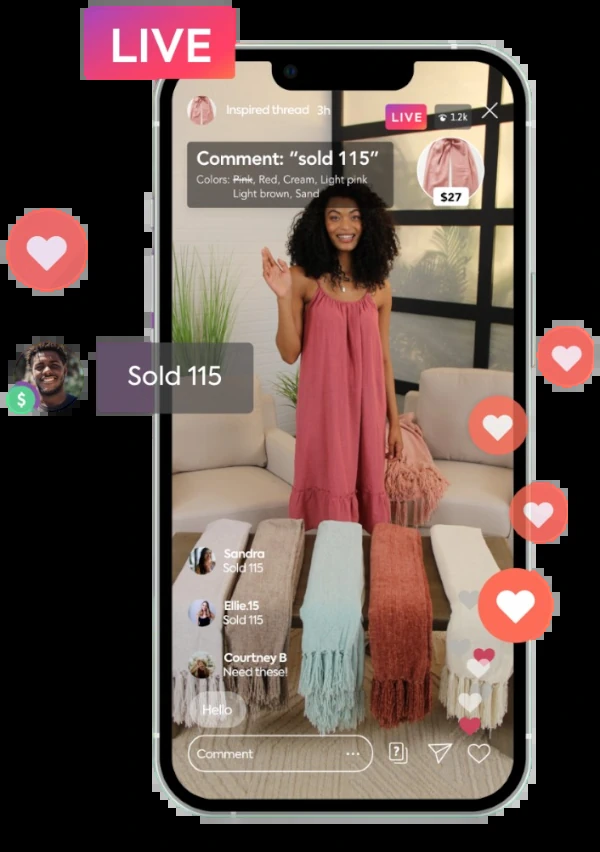 LIVE
Inspired thread 3h
LIVE
1.2k
Comment: “sold 115”
Colors: Pink, Red, Cream, Light pink
Light brown, Sand
$27
$
Sold 115
Sandra
Sold 115
Ellie.15
Sold 115
Courtney B
Need these!
Hello
Comment ...
?